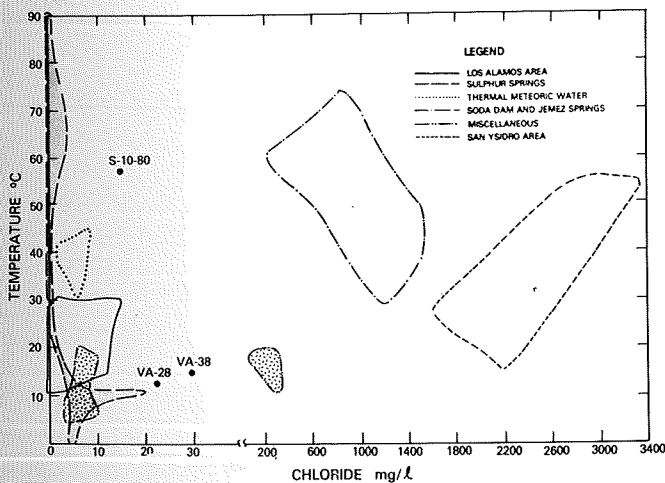 90
80
70
60
50
40
30
20
10
TEMPERATURE ºC
LEGEND
LOS ALAMOS AREA
SULPHUR SPRINGS
THERMAL METEORIC WATER
SODA DAM AND JEMEZ SPRINGS
MISCELLANEOUS
SAN YSIDRO AREA
S-10-80
VA-28
VA-38
0 10 20 30 200 600 1000 1400 1800 2200 2600 3000 3400
CHLORIDE mg/l